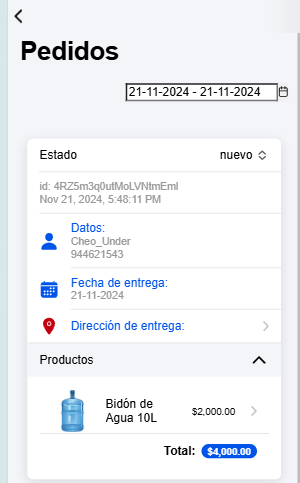 Pedidos
21-11-2024 - 21-11-2024
Estado
nuevo
id: 4RZ5m3q0utMoLVNtmEml
Nov 21, 2024, 5:48:11 PM
Datos:
Cheo_Under
944621543
Fecha de entrega:
21-11-2024
Dirección de entrega:
Productos
Bidón de
Agua 10L
$2,000.00
Total: $4,000.00